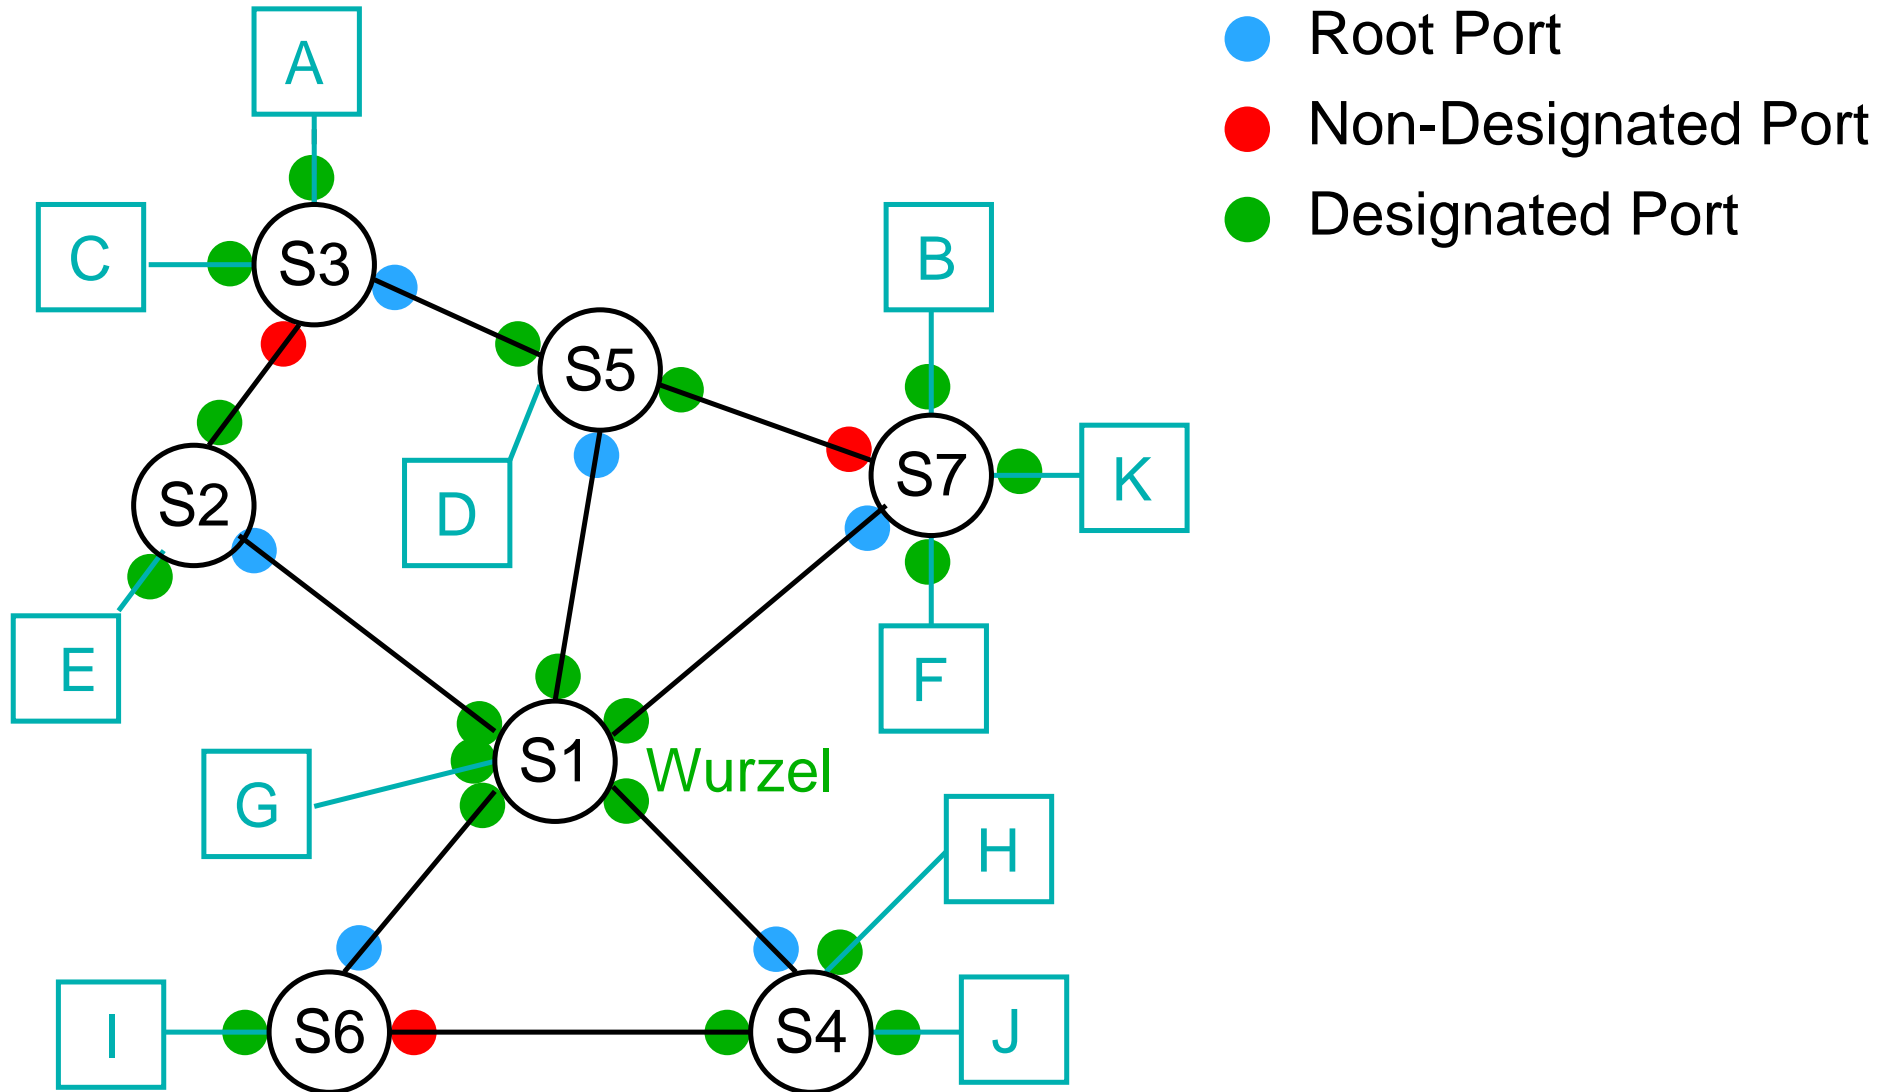 Root Port
Non-Designated Port
Designated Port
A
C
S3
B
S5
S7
K
S2
D
E
F
S1
Wurzel
G
H
I
S6
S4
J